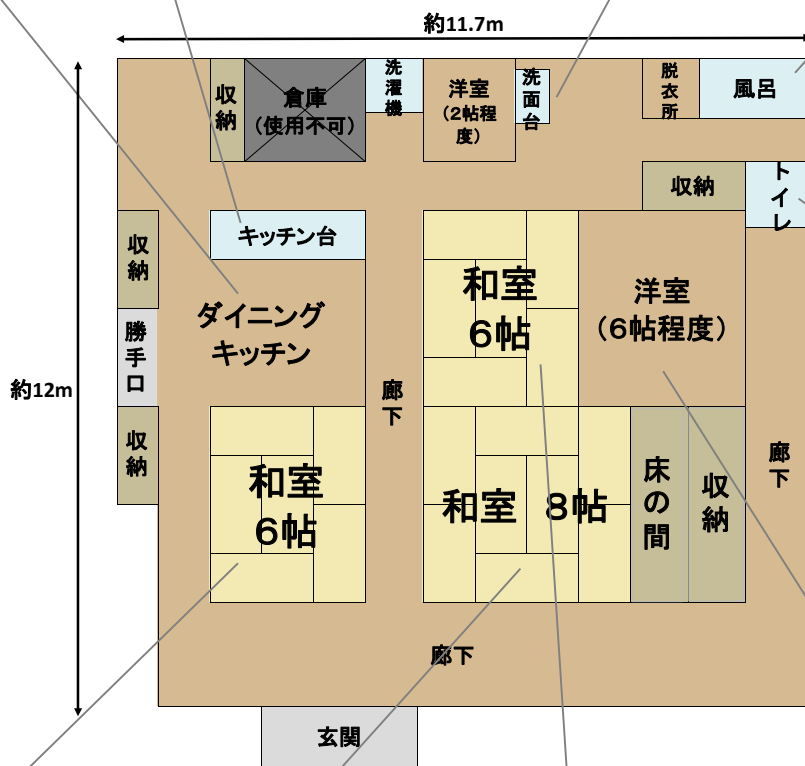 約11.7m
収
納
倉庫
(使用不可)
洗
濯
機
洋室
(2帖程
度)
洗
面
台
脱
衣
所
風呂
収納
ト
イ
レ
収
納
キッチン台
和室
6帖
洋室
(6帖程度)
ダイニング
キッチン
勝
手
口
約12m
廊
下
収
納
和室
6帖
和室 8帖
床
の
間
収
納
廊
下
廊下
玄関